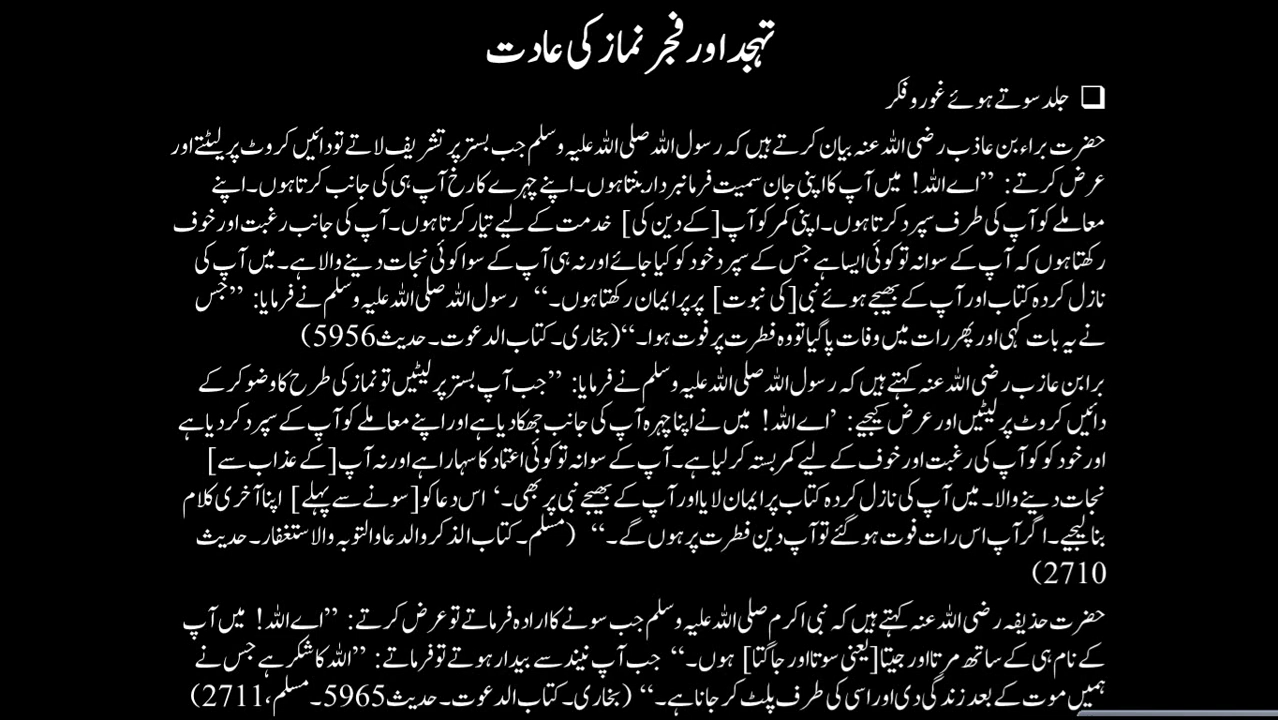 تہجد اور فجر نماز کی عادت
❑ جلد سوتے ہوئے غور و فکر
حضرت براء بن عاذب رضی اللہ عنہ بیان کرتے ہیں کہ رسول اللہ صلی اللہ علیہ وسلم جب بستر پر تشریف لاتے تو دائیں کروٹ پر لیٹتے اور
عرض کرتے: ’’اے اللہ! میں آپ کا اپنی جان سمیت فرمانبردار بنتا ہوں۔ اپنے چہرے کا رخ آپ ہی کی جانب کرتا ہوں۔ اپنے
معاملے کو آپ کی طرف سپرد کرتا ہوں۔ اپنی کمر کو آپ [کے دین کی] خدمت کے لیے تیار کرتا ہوں۔ آپ کی جانب رغبت اور خوف
رکھتا ہوں کہ آپ کے سوا نہ تو کوئی ایسا ہے جس کے سپرد خود کو کیا جائے اور نہ ہی آپ کے سوا کوئی نجات دینے والا ہے۔ میں آپ کی
نازل کردہ کتاب اور آپ کے بھیجے ہوئے نبی [کی نبوت] پر پر ایمان رکھتا ہوں۔‘‘ رسول اللہ صلی اللہ علیہ وسلم نے فرمایا: ’’جس
نے یہ بات کہی اور پھر رات میں وفات پا گیا تو وہ فطرت پر فوت ہوا۔‘‘ (بخاری۔ کتاب الدعوت۔ حدیث 5956)
برا ابن عازب رضی اللہ عنہ کہتے ہیں کہ رسول اللہ صلی اللہ علیہ وسلم نے فرمایا: ’’جب آپ بستر پر لیٹیں تو نماز کی طرح کا وضو کر کے
دائیں کروٹ پر لیٹیں اور عرض کیجیے: ’اے اللہ! میں نے اپنا چہرہ آپ کی جانب جھکا دیا ہے اور اپنے معاملے کو آپ کے سپرد کر دیا ہے
اور خود کو کو آپ کی رغبت اور خوف کے لیے کمر بستہ کر لیا ہے۔ آپ کے سوا نہ تو کوئی اعتماد کا سہارا ہے اور نہ آپ [کے عذاب سے]
نجات دینے والا۔ میں آپ کی نازل کردہ کتاب پر ایمان لایا اور آپ کے بھیجے نبی پر بھی۔‘ اس دعا کو [سونے سے پہلے] اپنا آخری کلام
بنا لیجیے۔ اگر آپ اس رات فوت ہو گئے تو آپ دین فطرت پر ہوں گے۔‘‘ (مسلم۔ کتاب الذکر والدعا والتوبہ والاستغفار۔ حدیث
2710)
حضرت حذیفہ رضی اللہ عنہ کہتے ہیں کہ نبی اکرم صلی اللہ علیہ وسلم جب سونے کا ارادہ فرماتے تو عرض کرتے: ’’اے اللہ! میں آپ
کے نام ہی کے ساتھ مرتا اور جیتا [یعنی سوتا اور جاگتا] ہوں۔‘‘ جب آپ نیند سے بیدار ہوتے تو فرماتے: ’’اللہ کا شکر ہے جس نے
ہمیں موت کے بعد زندگی دی اور اسی کی طرف پلٹ کر جانا ہے۔‘‘ (بخاری۔ کتاب الدعوت۔ حدیث 5965۔ مسلم، 2711)